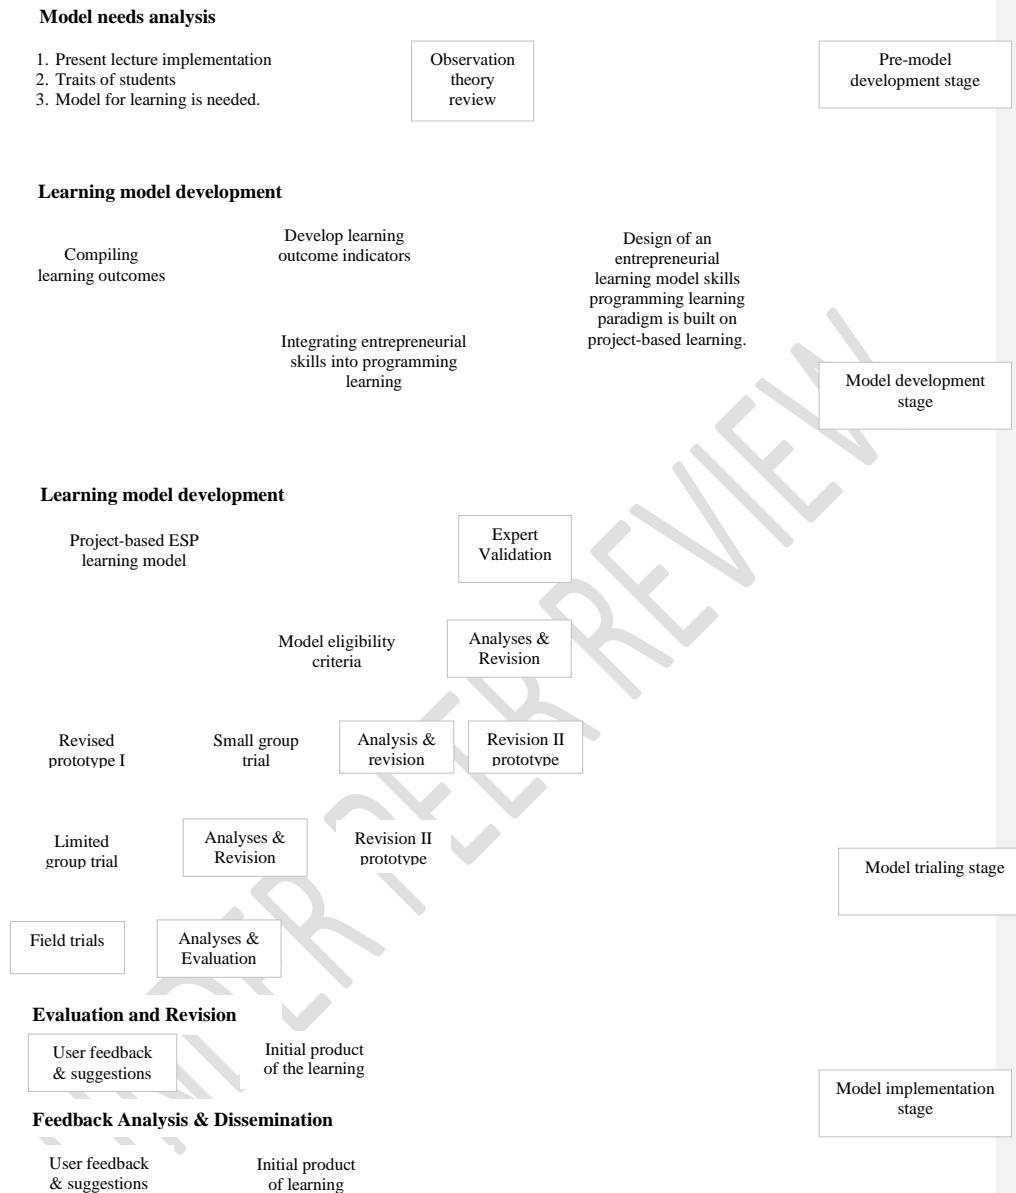 Model needs analysis
1. Present lecture implementation
2. Traits of students
3. Model for learning is needed.
Observation
theory
review
Pre-model
development stage
Learning model development
Compiling
learning outcomes
Develop learning
outcome indicators
Integrating entrepreneurial
skills into programming
learning
Design of an
entrepreneurial
learning model skills
programming learning
paradigm is built on
project-based learning.
Model development
stage
Learning model development
Project-based ESP
learning model
Expert
Validation
Model eligibility
criteria
Analyses &
Revision
Revised
prototype I
Small group
trial
Analysis &
revision
Revision II
prototype
Limited
group trial
Analyses &
Revision
Revision II
prototype
Model trialing stage
Field trials
Analyses &
Evaluation
Evaluation and Revision
User feedback
& suggestions
Initial product
of the learning
Model implementation
stage
Feedback Analysis & Dissemination
User feedback
& suggestions
Initial product
of learning
UNDER PEER REVIEW